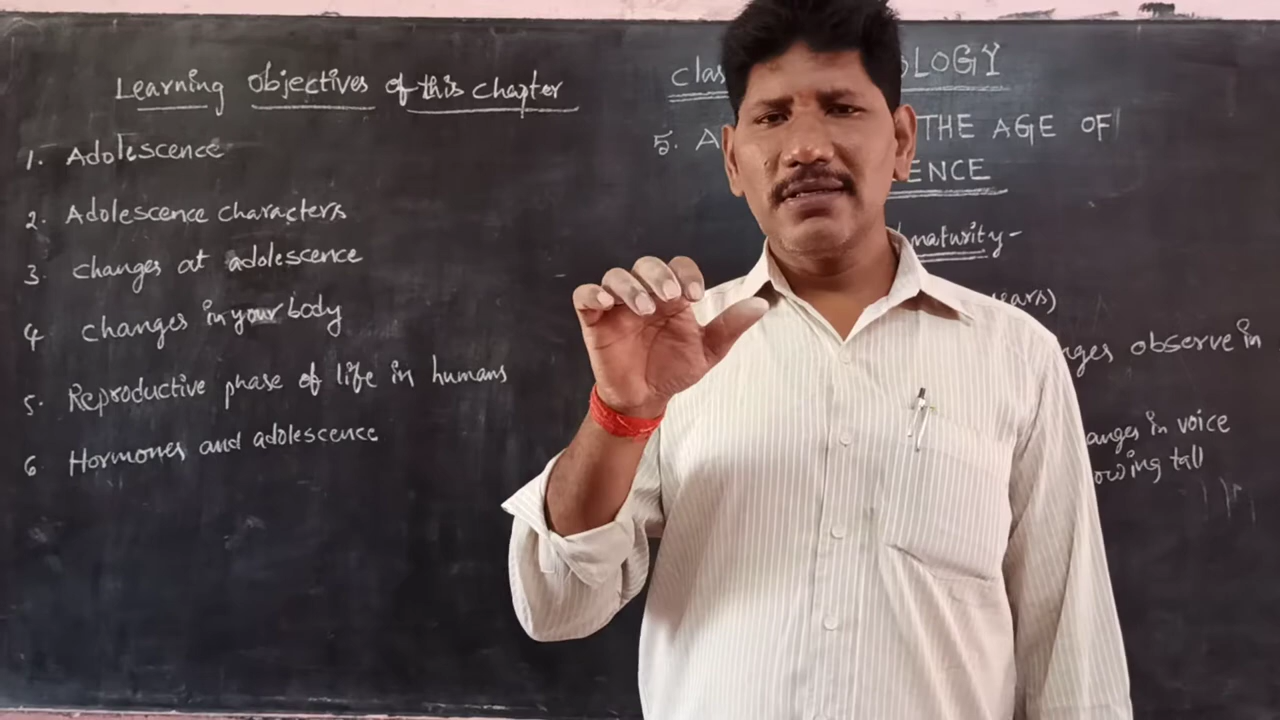 Learning objectives of this chapter
1. Adolescence
2. Adolescence characters
3. changes at adolescence
4 changes in your body
5. Reproductive phase of life in humans
6 Hormones and adolescence
clas OLOGY
5. A THE AGE OF
ENCE
maturity-
ears)
nges observe in
anges in voice
owing tall